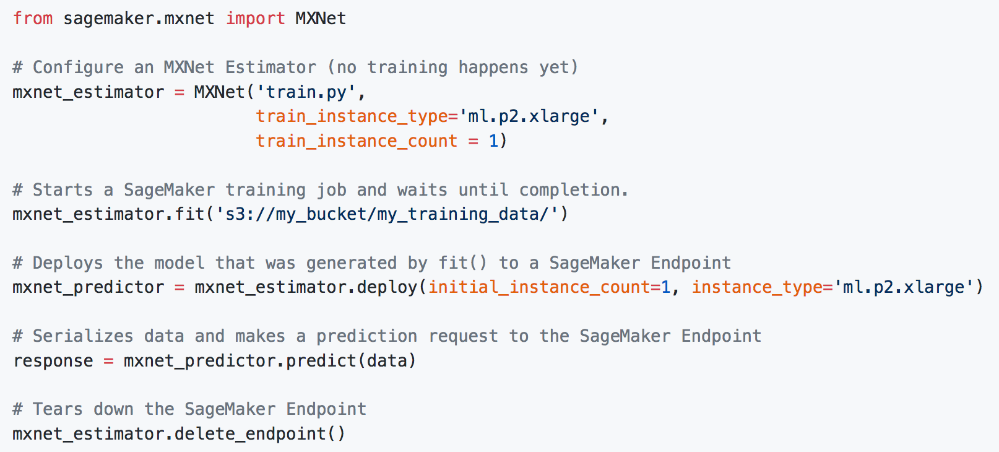 from sagemaker.mxnet import MXNet
# Configure an MXNet Estimator (no training happens yet)
mxnet_estimator = MXNet('train.py',
train_instance_type='ml.p2.xlarge',
train_instance_count = 1)
# Starts a SageMaker training job and waits until completion.
mxnet_estimator.fit('s3://my_bucket/my_training_data/')
# Deploys the model that was generated by fit() to a SageMaker Endpoint
mxnet_predictor = mxnet_estimator.deploy(initial_instance_count=1, instance_type='ml.p2.xlarge')
# Serializes data and makes a prediction request to the SageMaker Endpoint
response = mxnet_predictor.predict(data)
# Tears down the SageMaker Endpoint
mxnet_estimator.delete_endpoint()